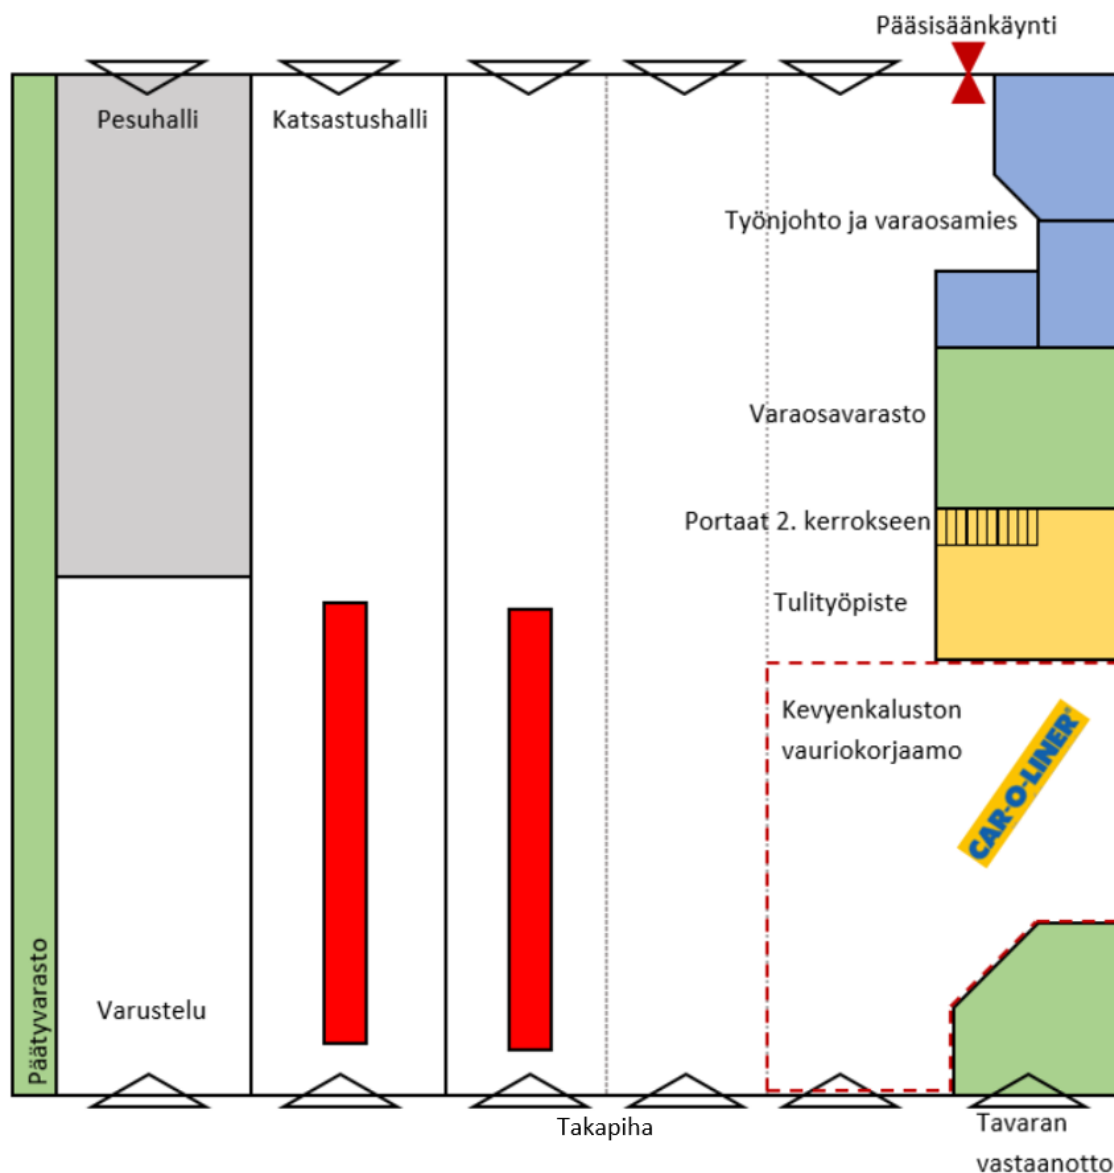 Pääsisäänkäynti
Pesuhalli
Katsastushalli
Työnjohto ja varaosamies
Varaosavarasto
Portaat 2. kerrokseen
Tulityöpiste
Kevyenkaluston
vauriokorjaamo
CAR-O-LINER®
Päätyvarasto
Varustelu
Takapiha
Tavaran
vastaanotto